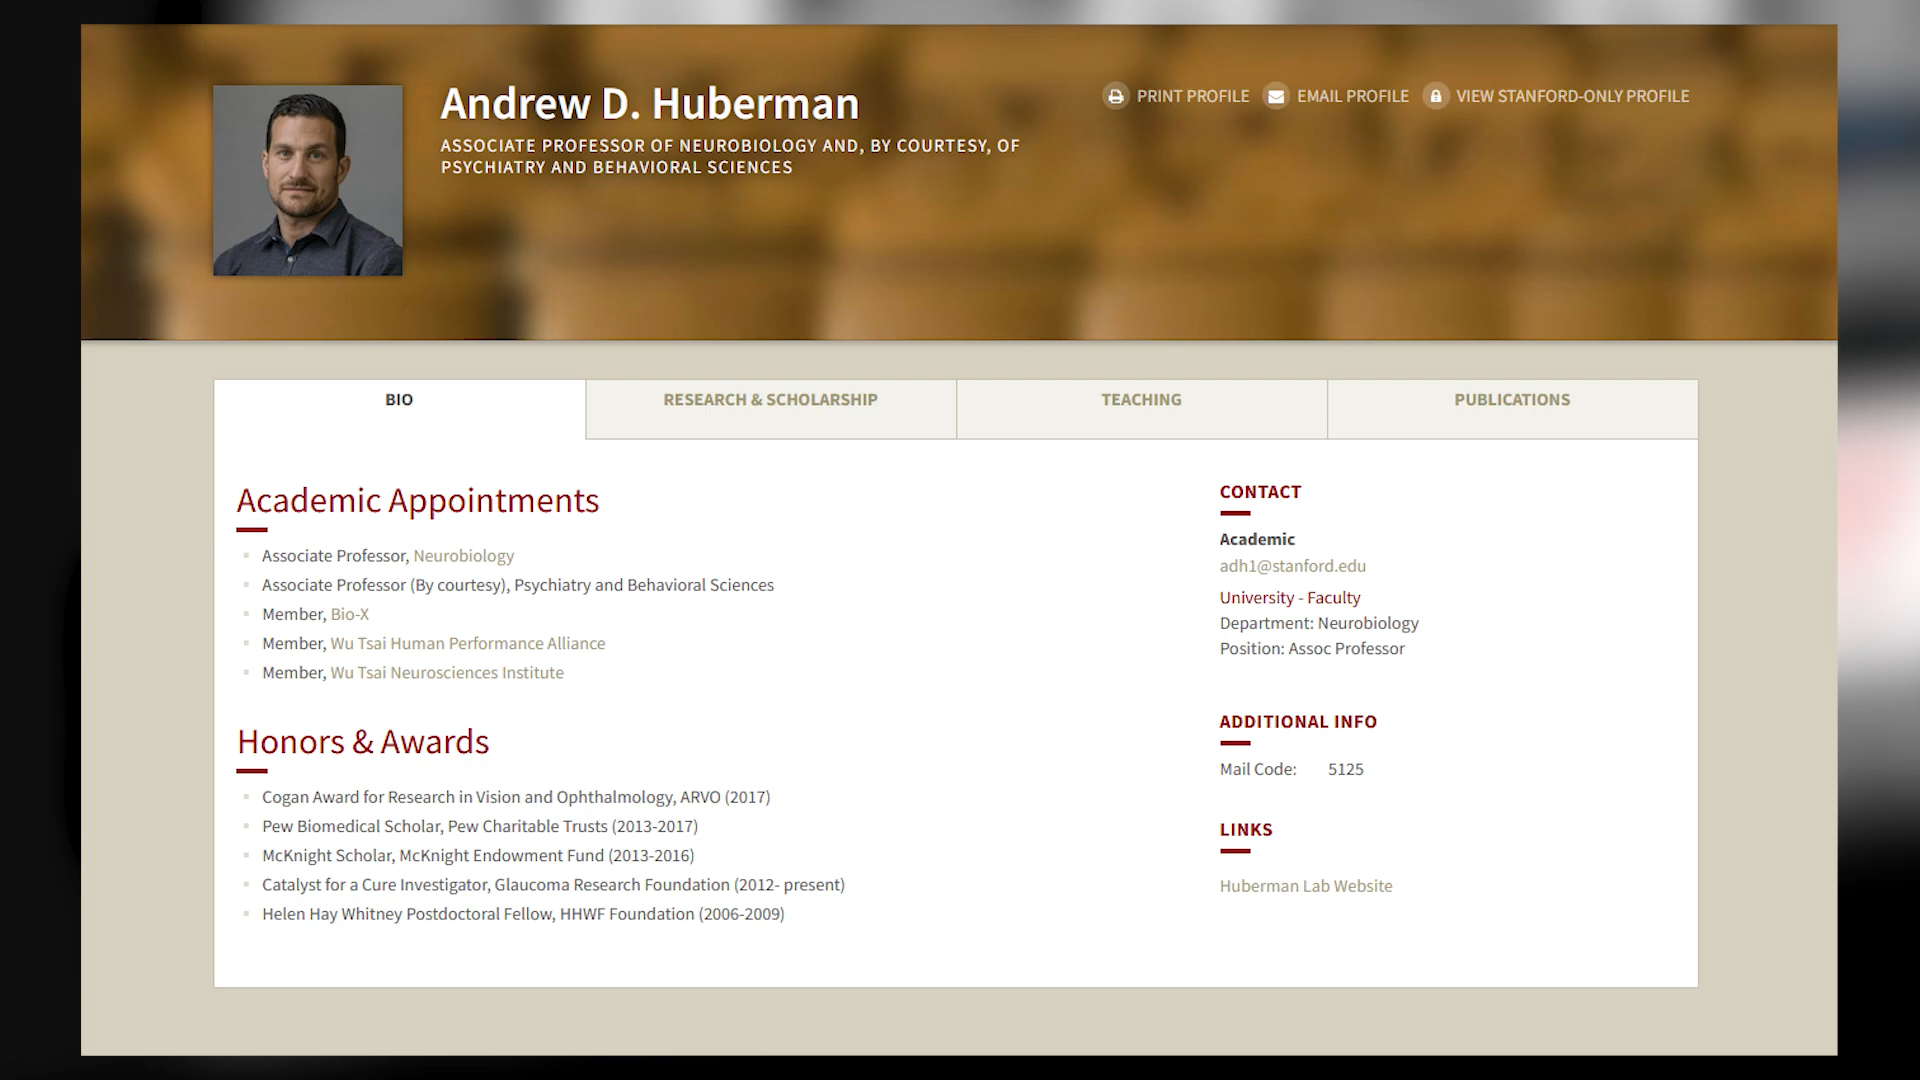 Andrew D. Huberman
ASSOCIATE PROFESSOR OF NEUROBIOLOGY AND, BY COURTESY, OF
PSYCHIATRY AND BEHAVIORAL SCIENCES
PRINT PROFILE
EMAIL PROFILE
VIEW STANFORD-ONLY PROFILE
BIO
RESEARCH & SCHOLARSHIP
TEACHING
PUBLICATIONS
Academic Appointments
Associate Professor, Neurobiology
Associate Professor (By courtesy), Psychiatry and Behavioral Sciences
Member, Bio-X
Member, Wu Tsai Human Performance Alliance
Member, Wu Tsai Neurosciences Institute
Honors & Awards
Cogan Award for Research in Vision and Ophthalmology, ARVO (2017)
Pew Biomedical Scholar, Pew Charitable Trusts (2013-2017)
McKnight Scholar, McKnight Endowment Fund (2013-2016)
Catalyst for a Cure Investigator, Glaucoma Research Foundation (2012- present)
Helen Hay Whitney Postdoctoral Fellow, HHWF Foundation (2006-2009)
CONTACT
Academic
adh1@stanford.edu
University - Faculty
Department: Neurobiology
Position: Assoc Professor
ADDITIONAL INFO
Mail Code: 5125
LINKS
Huberman Lab Website